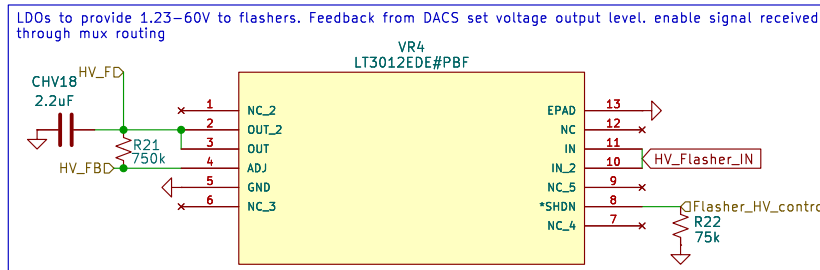 LDOs to provide 1.23-60V to flashers. Feedback from DACS set voltage output level. enable signal received
through mux routing
VR4
LT3012EDE#PBF
HV_F
CHV18
2.2uF
R21
750k
HV_FB
1 NC_2
2 OUT_2
3 OUT
4 ADJ
5 GND
6 NC_3
EPAD 13
NC 12
IN 11
IN_2 10
NC_5 9
*SHDN 8
NC_4 7
HV_Flasher_IN
Flasher_HV_contro
R22
75k